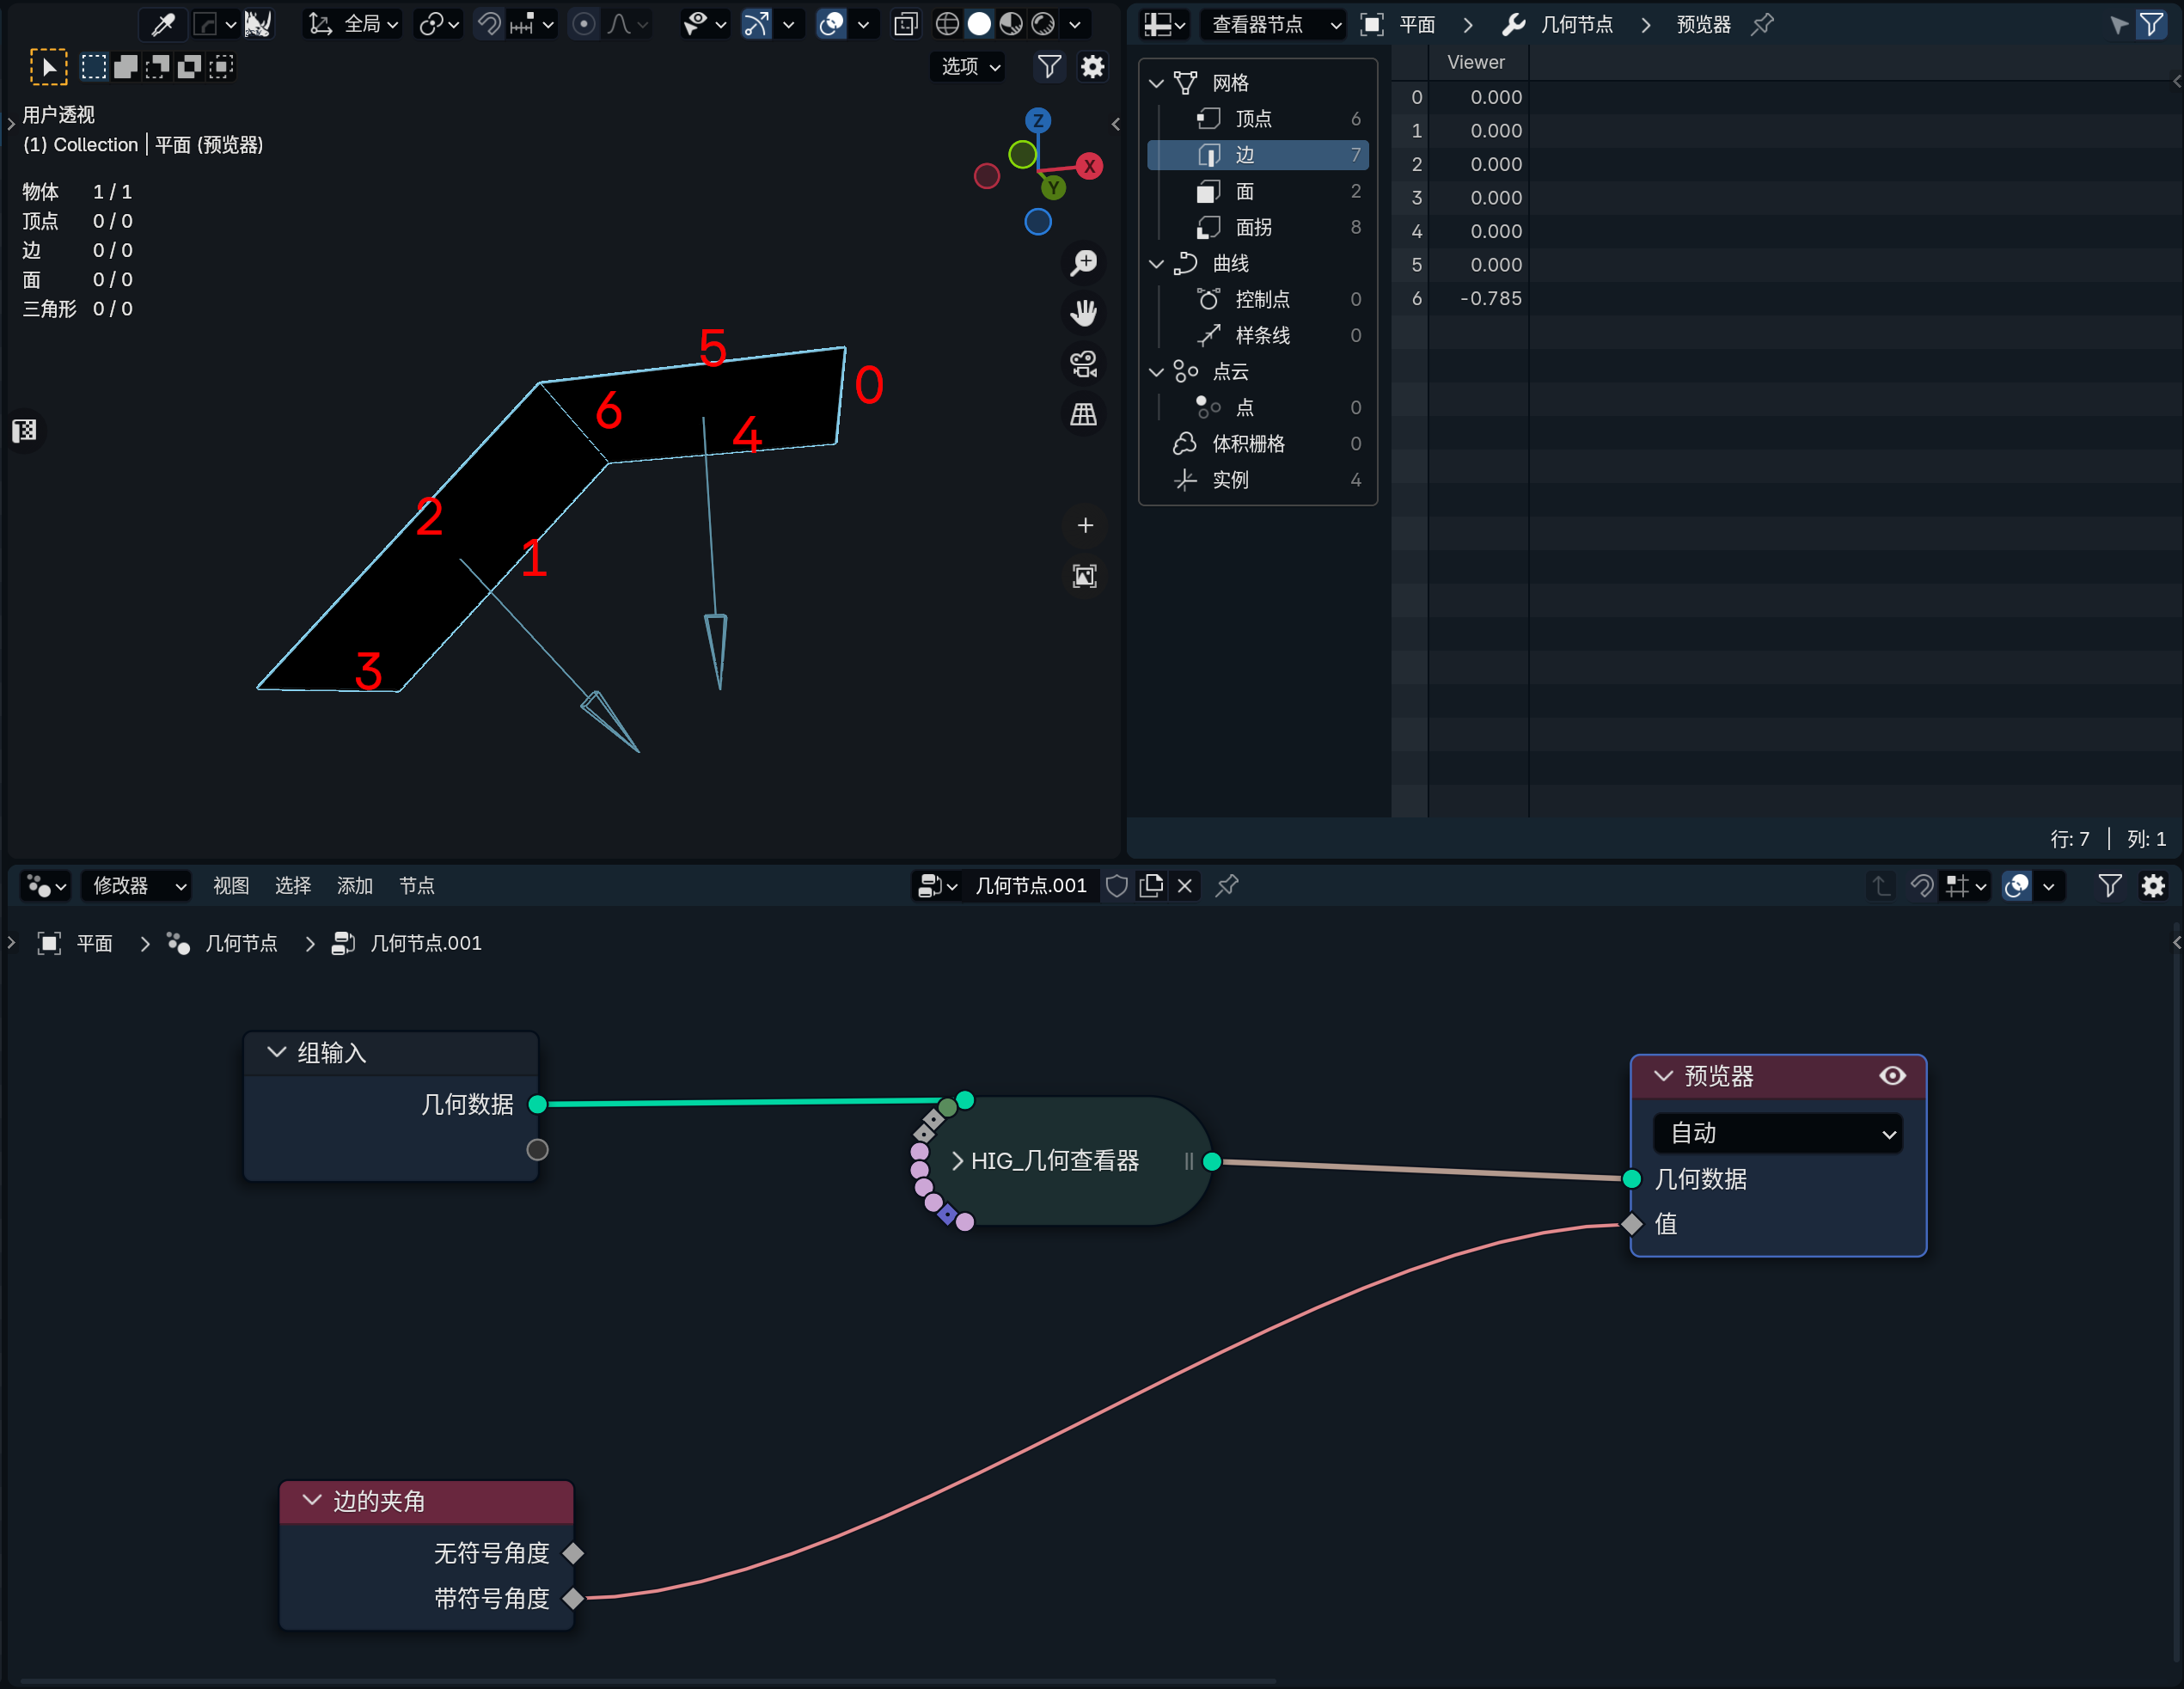 全局
选项
用户透视
(1) Collection | 平面 (预览器)
物体 1 / 1
顶点 0 / 0
边 0 / 0
面 0 / 0
三角形 0 / 0
Z
X
Y
5
0
6
4
2
1
3
查看器节点 平面 几何节点 预览器
网格
顶点 6
边 7
面 2
面拐 8
曲线
控制点 0
样条线 0
点云
点 0
体积栅格 0
实例 4
Viewer
0 0.000
1 0.000
2 0.000
3 0.000
4 0.000
5 0.000
6 -0.785
行: 7 | 列: 1
修改器 视图 选择 添加 节点 几何节点.001
平面 几何节点 几何节点.001
组输入
几何数据
HIG_几何查看器
预览器
自动
几何数据
值
边的夹角
无符号角度
带符号角度